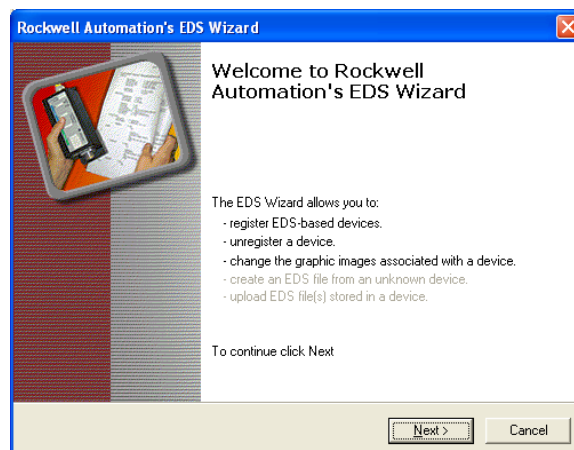 Rockwell Automation's EDS Wizard
Welcome to Rockwell
Automation's EDS Wizard
The EDS Wizard allows you to:
- register EDS-based devices.
- unregister a device.
- change the graphic images associated with a device.
- create an EDS file from an unknown device.
- upload EDS file(s) stored in a device.
To continue click Next
Next >
Cancel